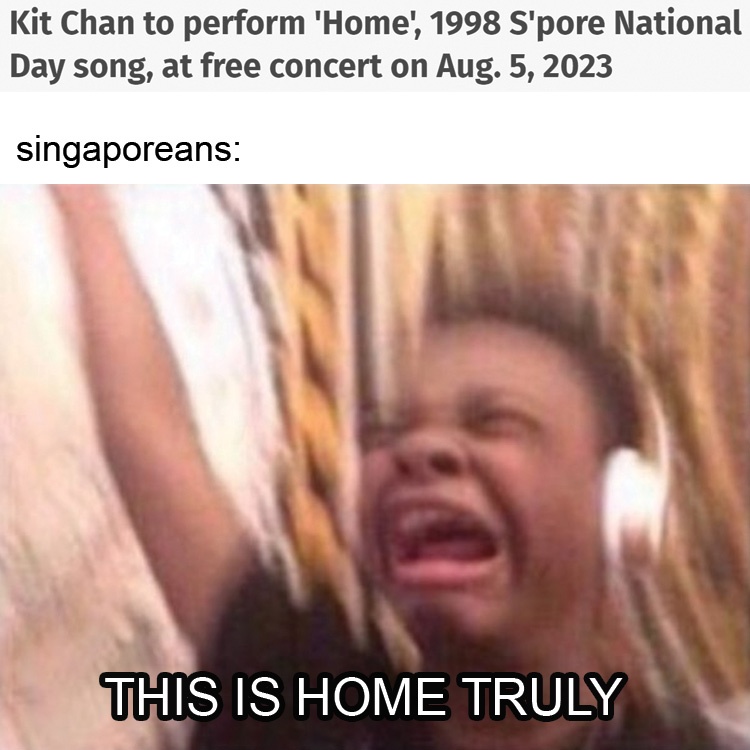 Kit Chan to perform 'Home', 1998 S'pore National
Day song, at free concert on Aug. 5, 2023
singaporeans:
THIS IS HOME TRULY